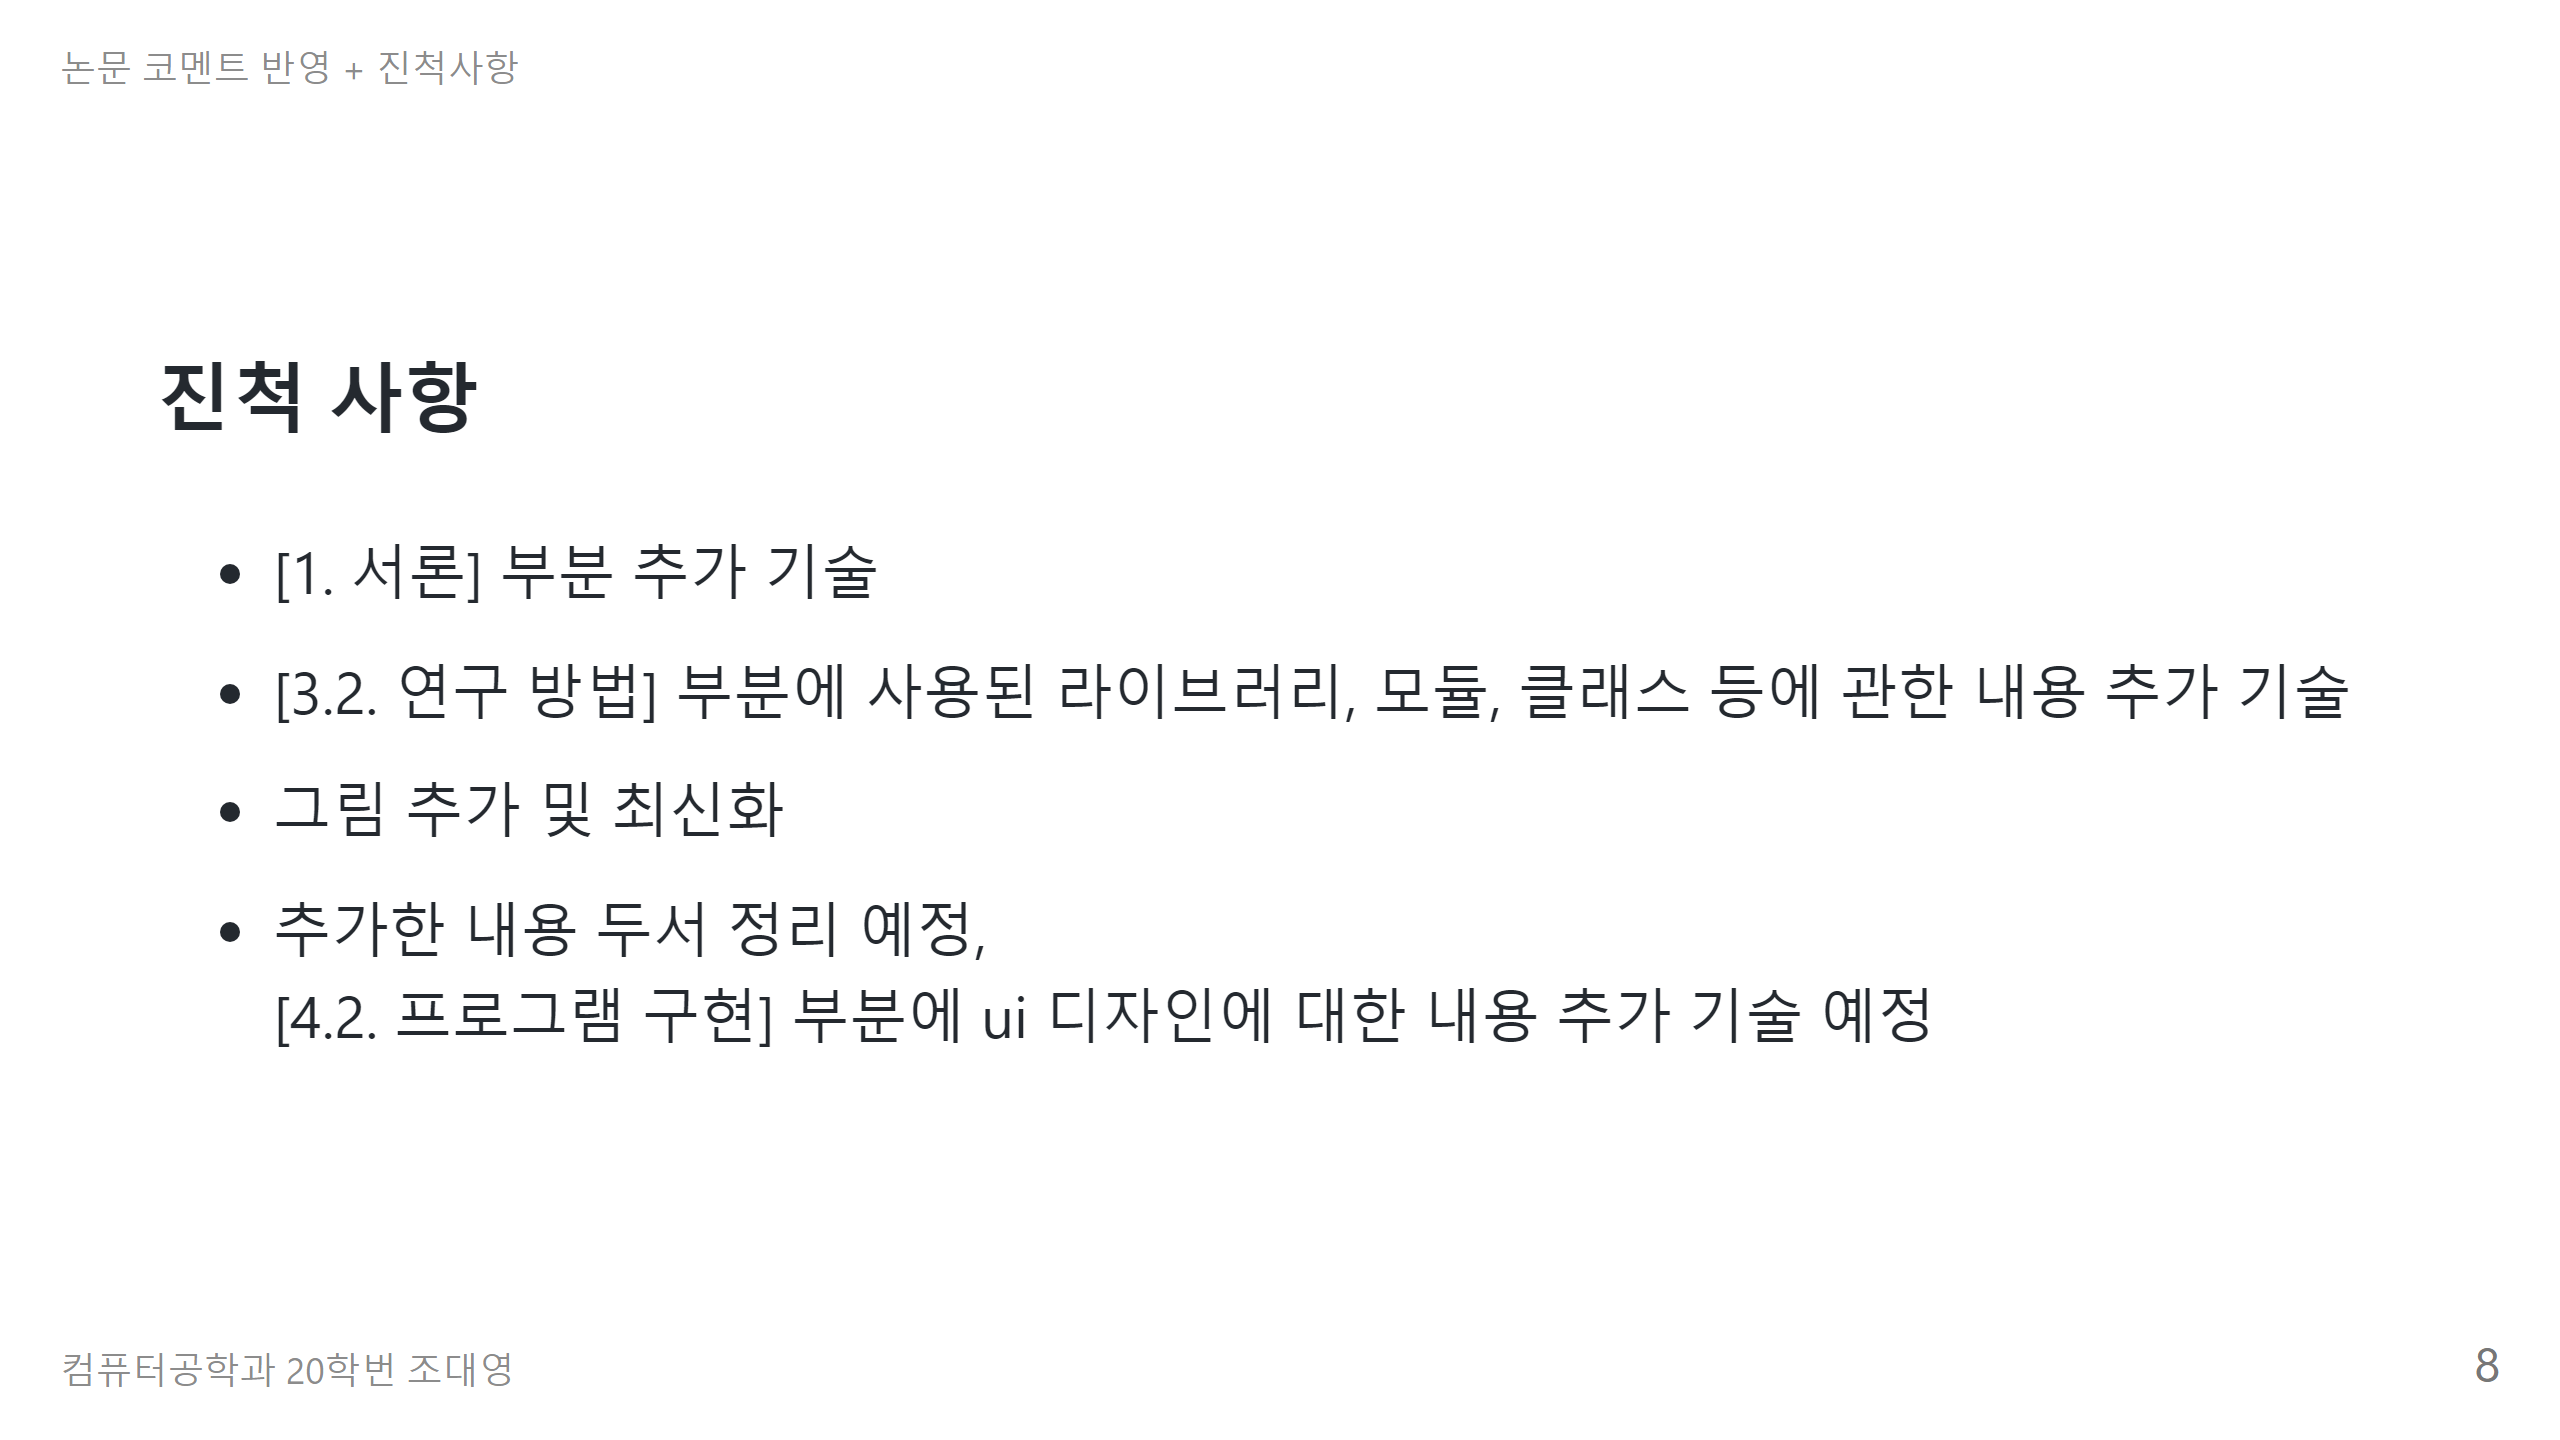 논문 코멘트 반영 + 진척사항
진척 사항
• [1. 서론] 부분 추가 기술
• [3.2. 연구 방법] 부분에 사용된 라이브러리, 모듈, 클래스 등에 관한 내용 추가 기술
• 그림 추가 및 최신화
• 추가한 내용 두서 정리 예정,
[4.2. 프로그램 구현] 부분에 ui 디자인에 대한 내용 추가 기술 예정
컴퓨터공학과 20학번 조대영
8